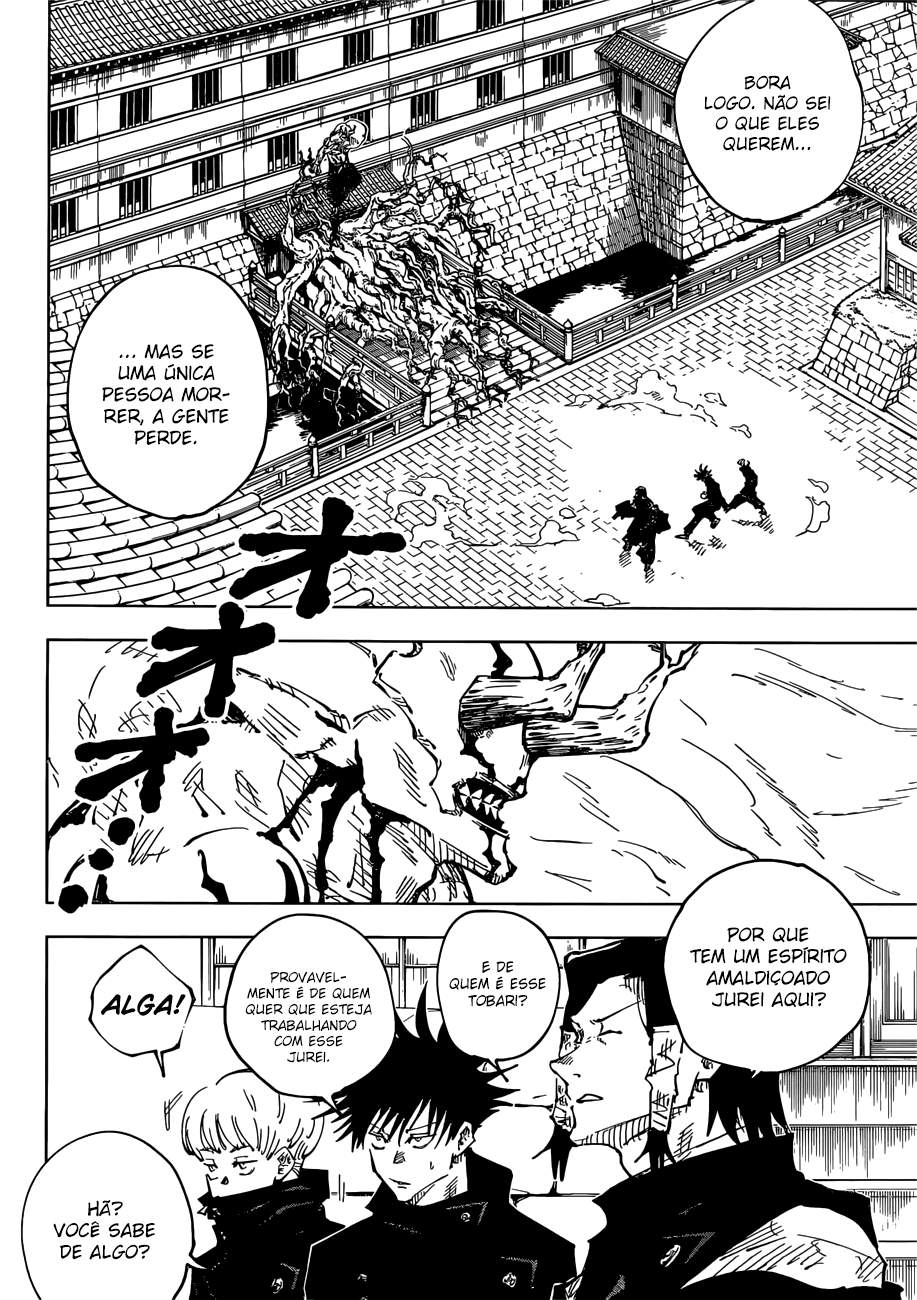 BORA
LOGO. NÃO SEI
O QUE ELES
QUEREM...
... MAS SE
UMA ÚNICA
PESSOA MOR-
RER, A GENTE
PERDE.
オオオ...
POR QUE
TEM UM ESPÍRITO
AMALDIÇOADO
JUREI AQUI?
E DE
QUEM É ESSE
TOBARI?
PROVAVEL-
MENTE É DE QUEM
QUER QUE ESTEJA
TRABALHANDO
COM ESSE
JUREI.
ALGA!
HÃ?
VOCÊ SABE
DE ALGO?